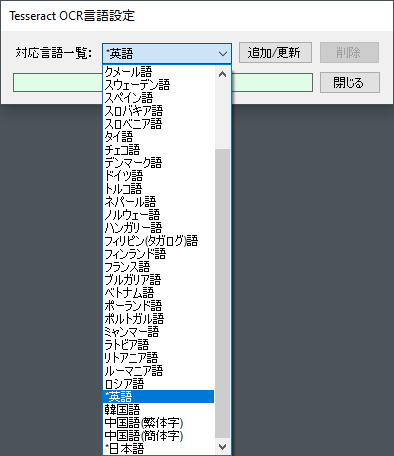 Tesseract OCR言語設定
対応言語一覧: *英語 追加/更新 削除
閉じる
クメール語
スウェーデン語
スペイン語
スロバキア語
スロベニア語
タイ語
チェコ語
デンマーク語
ドイツ語
トルコ語
ネパール語
ノルウェー語
ハンガリー語
フィリピン(タガログ)語
フィンランド語
フランス語
ブルガリア語
ベトナム語
ポーランド語
ポルトガル語
ミャンマー語
ラトビア語
リトアニア語
ルーマニア語
ロシア語
*英語
韓国語
中国語(繁体字)
中国語(簡体字)
*日本語